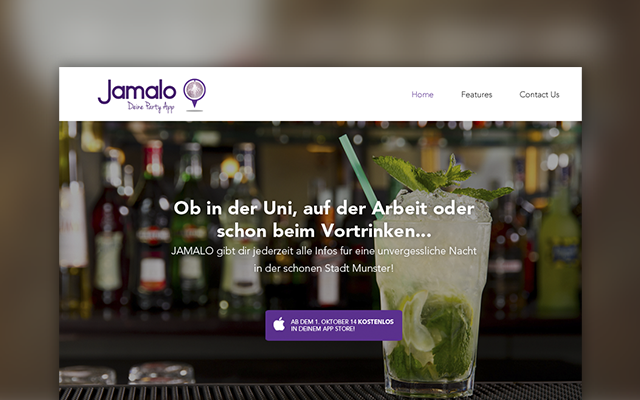 Jamalo
Deine Party App
Home Features Contact Us
Ob in der Uni, auf der Arbeit oder
schon beim Vortrinken...
JAMALO gibt dir jederzeit alle Infos fur eine unvergessliche Nacht
in der schonen Stadt Munster!
AB DEM 1. OKTOBER 14 KOSTENLOS
IN DEINEM APP STORE!